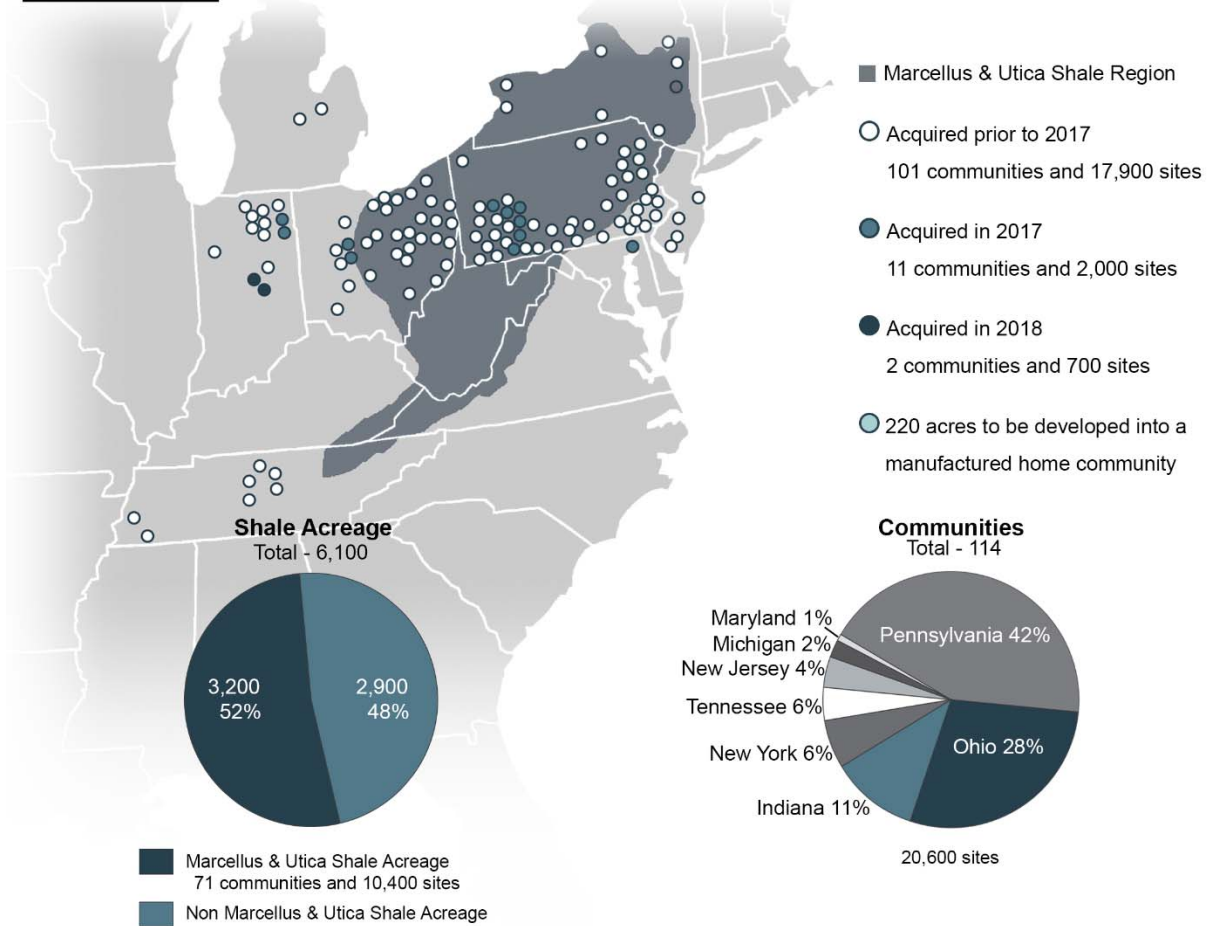 Marcellus & Utica Shale Region
Acquired prior to 2017
101 communities and 17,900 sites
Acquired in 2017
11 communities and 2,000 sites
Acquired in 2018
2 communities and 700 sites
220 acres to be developed into a
manufactured home community
Shale Acreage
Total - 6,100
3,200
52%
2,900
48%
Marcellus & Utica Shale Acreage
71 communities and 10,400 sites
Non Marcellus & Utica Shale Acreage
Communities
Total - 114
Maryland 1%
Michigan 2%
New Jersey 4%
Tennessee 6%
New York 6%
Indiana 11%
Pennsylvania 42%
Ohio 28%
20,600 sites